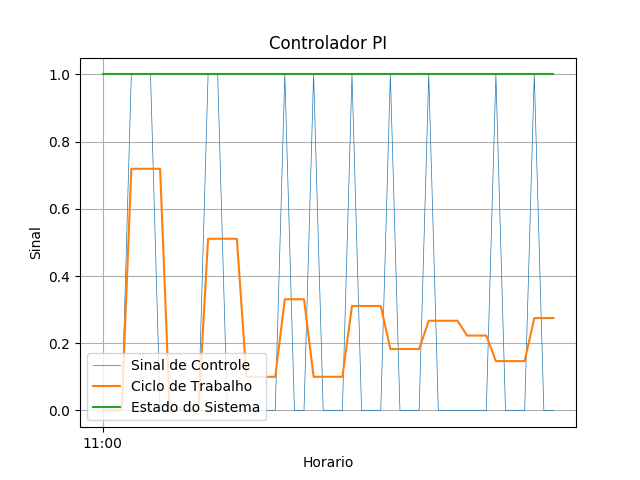 Controlador PI
1.0
0.8
0.6
0.4
0.2
0.0
Sinal
Sinal de Controle
Ciclo de Trabalho
Estado do Sistema
11:00
Horario